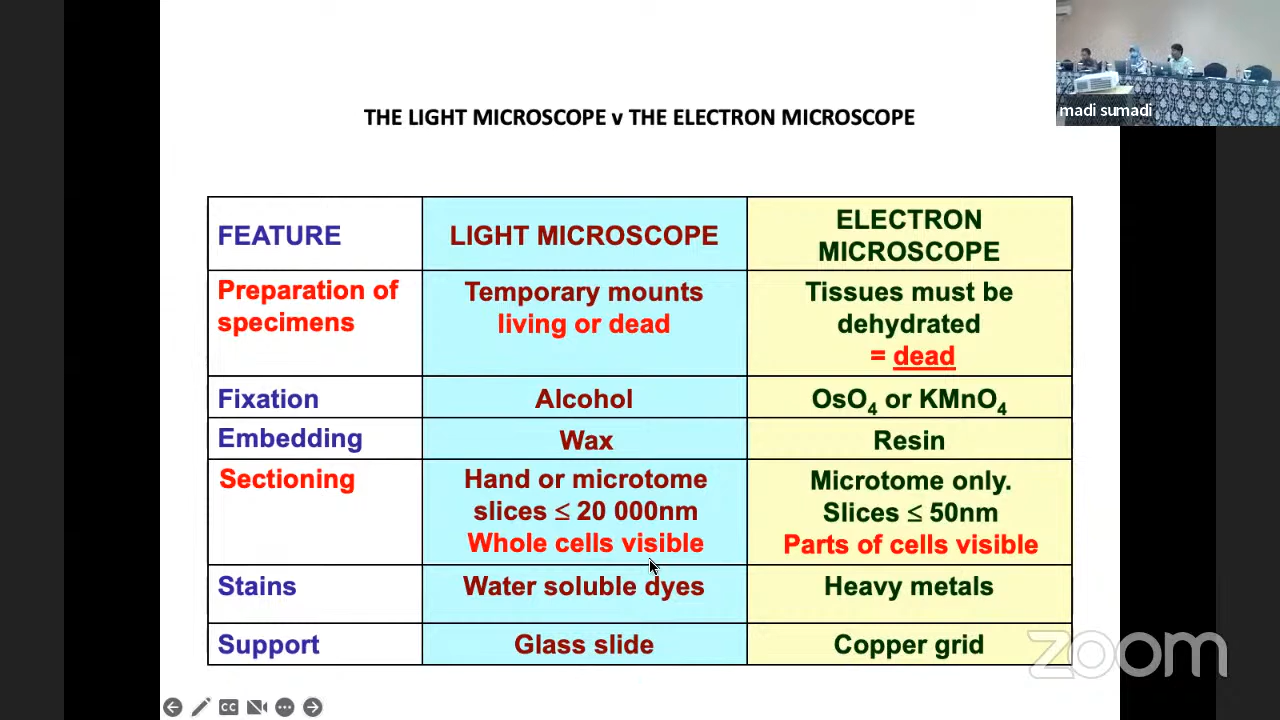 THE LIGHT MICROSCOPE v THE ELECTRON MICROSCOPE
madi sumadi
FEATURE
LIGHT MICROSCOPE
ELECTRON
MICROSCOPE
Preparation of
specimens
Temporary mounts
living or dead
Tissues must be
dehydrated
= dead
Fixation
Alcohol
OsO₄ or KMnO₄
Embedding
Wax
Resin
Sectioning
Hand or microtome
slices ≤ 20 000nm
Whole cells visible
Microtome only.
Slices ≤ 50nm
Parts of cells visible
Stains
Water soluble dyes
Heavy metals
Support
Glass slide
Copper grid
zoom
CC